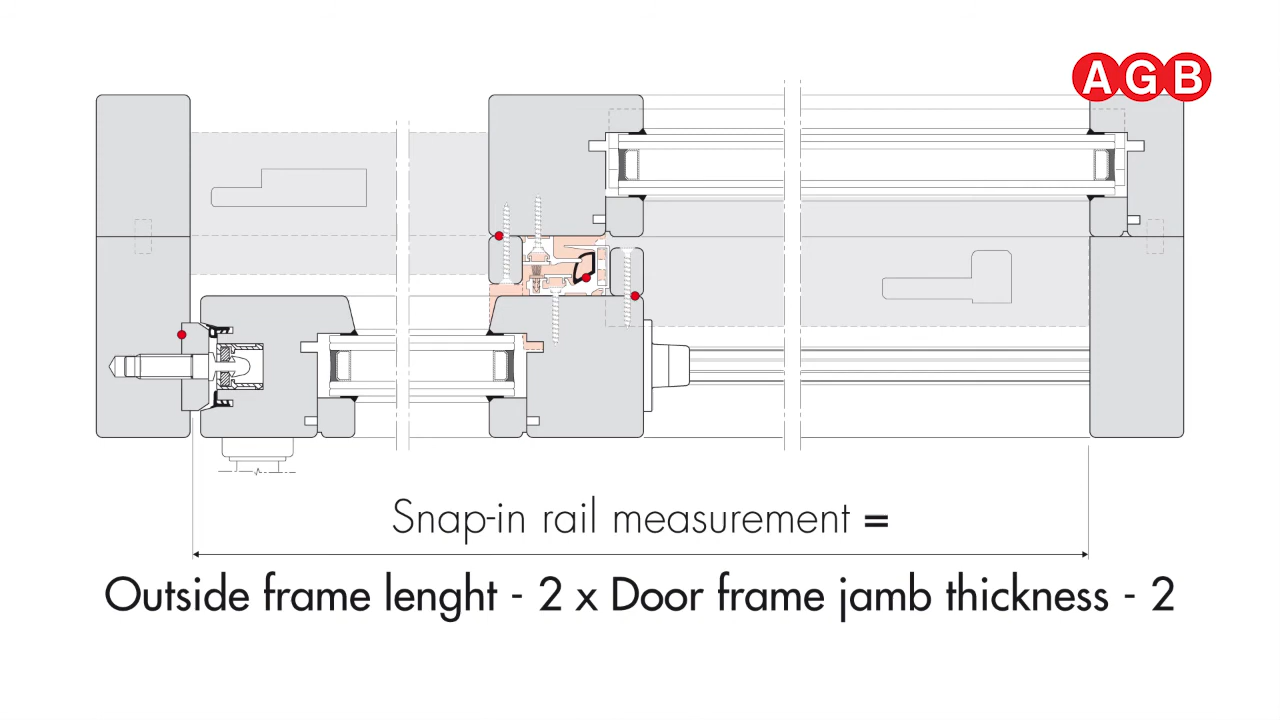 AGB
Snap-in rail measurement =
Outside frame lenght - 2 x Door frame jamb thickness - 2